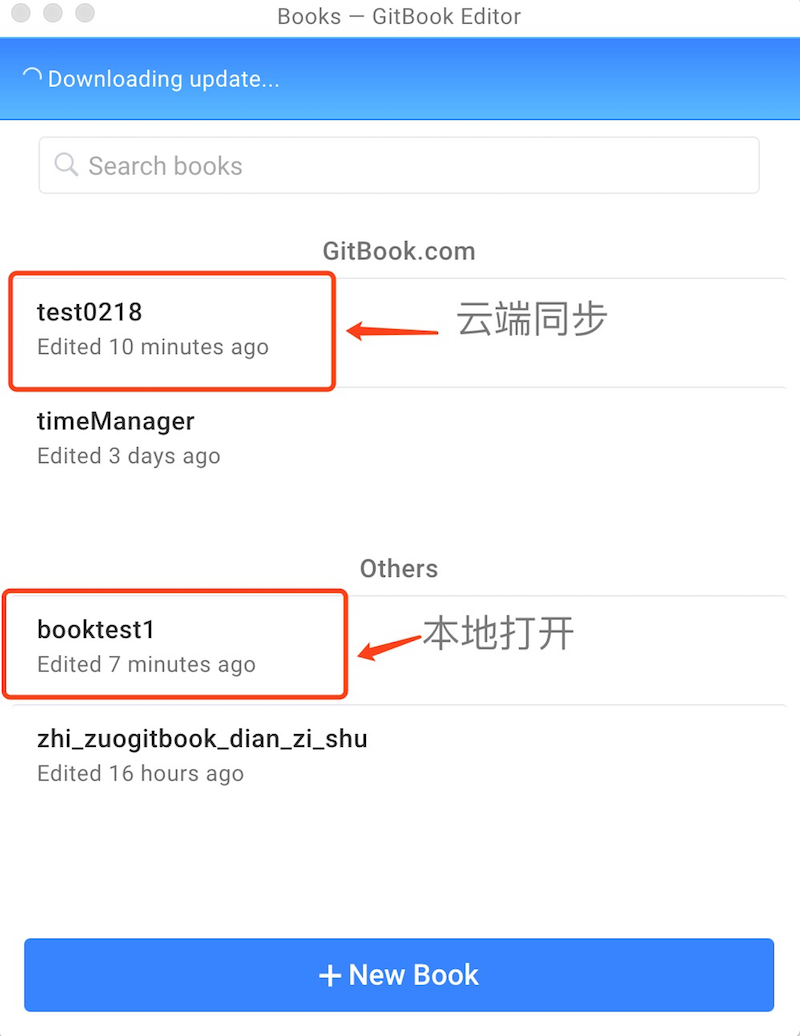 Books — GitBook Editor
Downloading update...
Search books
GitBook.com
test0218
云端同步
Edited 10 minutes ago
timeManager
Edited 3 days ago
Others
booktest1
本地打开
Edited 7 minutes ago
zhi_zuogitbook_dian_zi_shu
Edited 16 hours ago
+ New Book